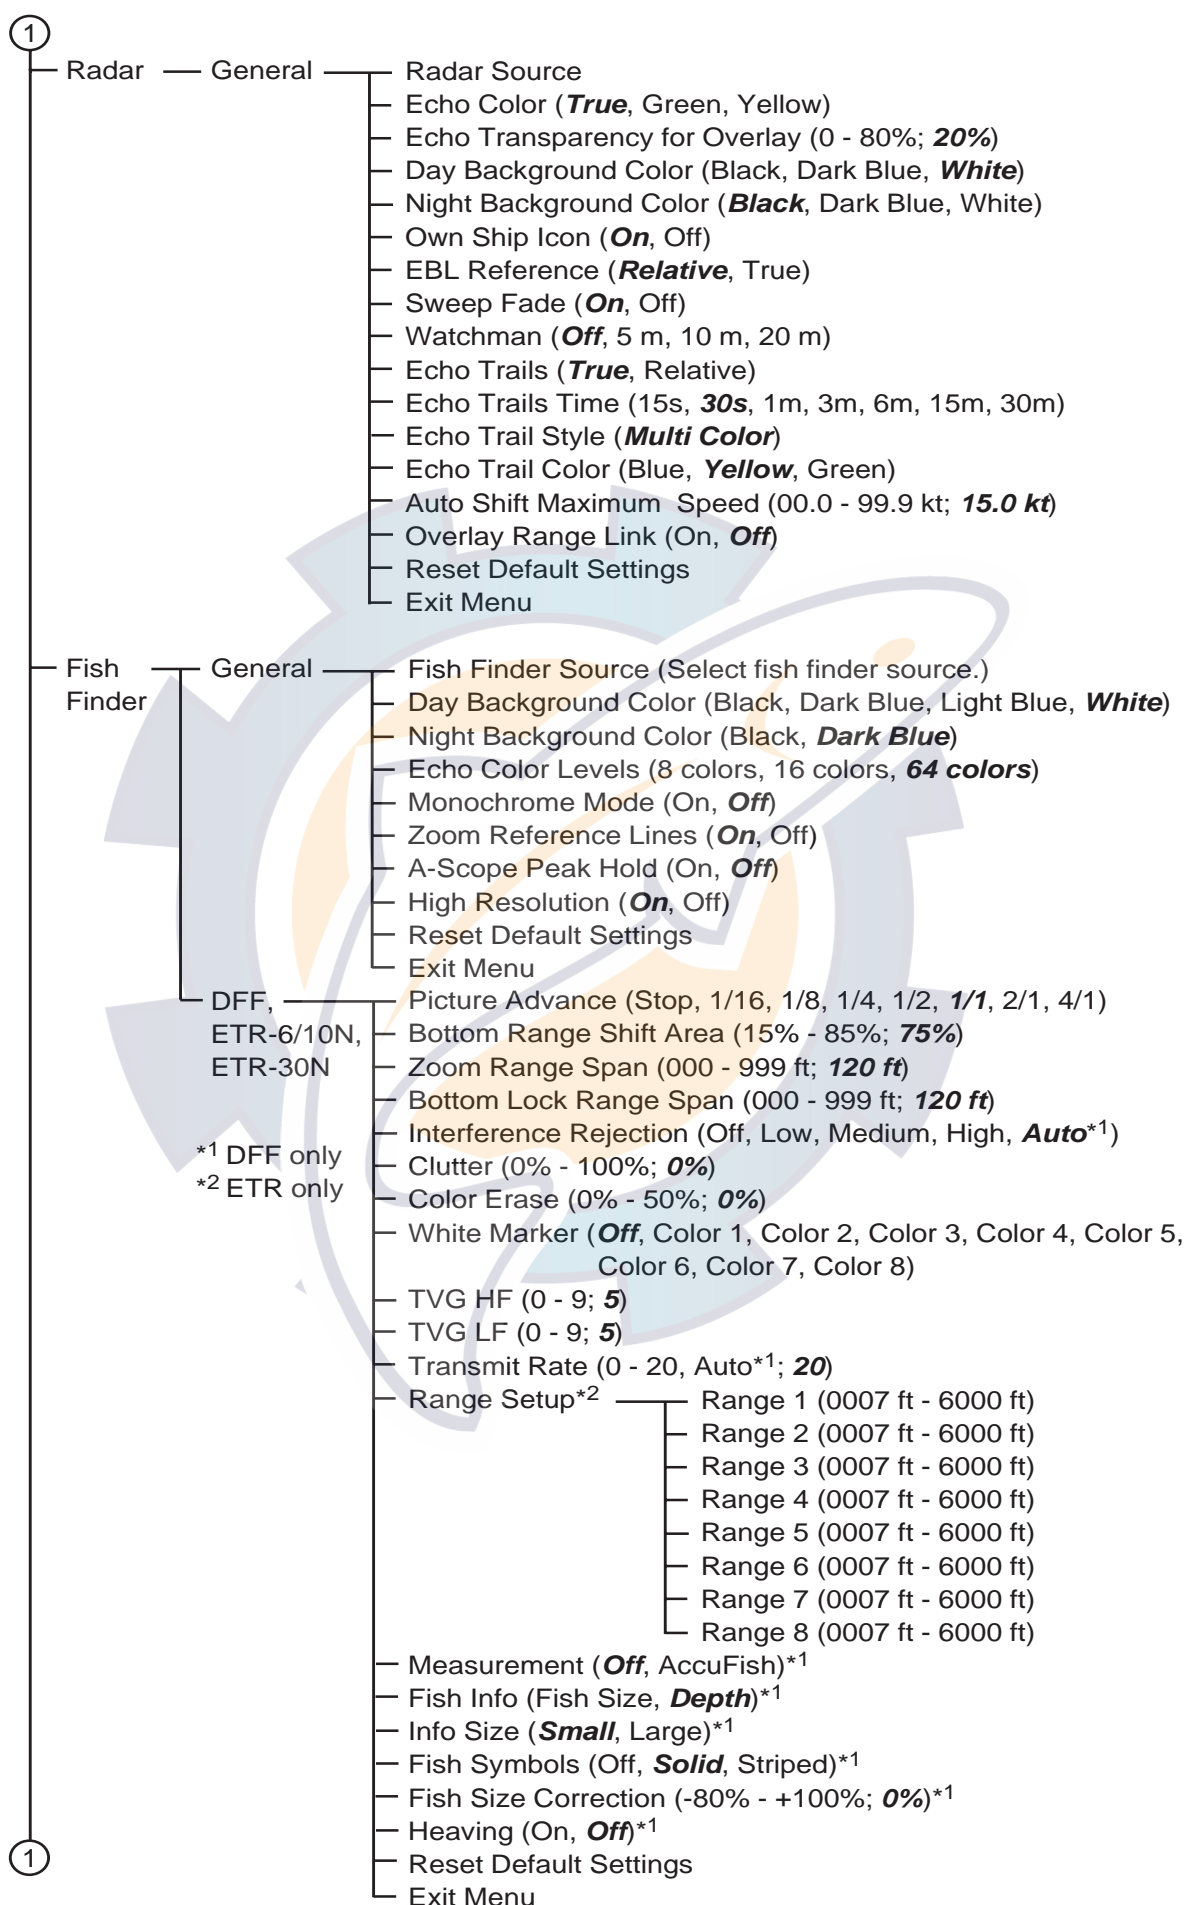 1
Radar General Radar Source
Echo Color (True, Green, Yellow)
Echo Transparency for Overlay (0 - 80%; 20%)
Day Background Color (Black, Dark Blue, White)
Night Background Color (Black, Dark Blue, White)
Own Ship Icon (On, Off)
EBL Reference (Relative, True)
Sweep Fade (On, Off)
Watchman (Off, 5 m, 10 m, 20 m)
Echo Trails (True, Relative)
Echo Trails Time (15s, 30s, 1m, 3m, 6m, 15m, 30m)
Echo Trail Style (Multi Color)
Echo Trail Color (Blue, Yellow, Green)
Auto Shift Maximum Speed (00.0 - 99.9 kt; 15.0 kt)
Overlay Range Link (On, Off)
Reset Default Settings
Exit Menu
Fish General Fish Finder Source (Select fish finder source.)
Finder Day Background Color (Black, Dark Blue, Light Blue, White)
Night Background Color (Black, Dark Blue)
Echo Color Levels (8 colors, 16 colors, 64 colors)
Monochrome Mode (On, Off)
Zoom Reference Lines (On, Off)
A-Scope Peak Hold (On, Off)
High Resolution (On, Off)
Reset Default Settings
Exit Menu
DFF, Picture Advance (Stop, 1/16, 1/8, 1/4, 1/2, 1/1, 2/1, 4/1)
ETR-6/10N, Bottom Range Shift Area (15% - 85%; 75%)
ETR-30N Zoom Range Span (000 - 999 ft; 120 ft)
Bottom Lock Range Span (000 - 999 ft; 120 ft)
Interference Rejection (Off, Low, Medium, High, Auto*1)
*1 DFF only Clutter (0% - 100%; 0%)
*2 ETR only Color Erase (0% - 50%; 0%)
White Marker (Off, Color 1, Color 2, Color 3, Color 4, Color 5,
Color 6, Color 7, Color 8)
TVG HF (0 - 9; 5)
TVG LF (0 - 9; 5)
Transmit Rate (0 - 20, Auto*1; 20)
Range Setup*2 Range 1 (0007 ft - 6000 ft)
Range 2 (0007 ft - 6000 ft)
Range 3 (0007 ft - 6000 ft)
Range 4 (0007 ft - 6000 ft)
Range 5 (0007 ft - 6000 ft)
Range 6 (0007 ft - 6000 ft)
Range 7 (0007 ft - 6000 ft)
Range 8 (0007 ft - 6000 ft)
Measurement (Off, AccuFish)*1
Fish Info (Fish Size, Depth)*1
Info Size (Small, Large)*1
Fish Symbols (Off, Solid, Striped)*1
Fish Size Correction (-80% - +100%; 0%)*1
Heaving (On, Off)*1
1
Reset Default Settings
Exit Menu